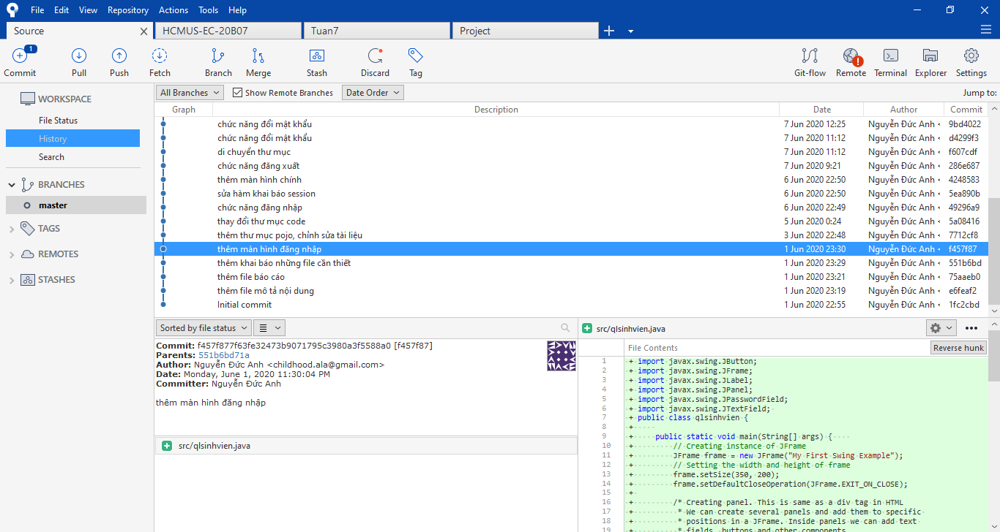 File Edit View Repository Actions Tools Help
Source HCMUS-EC-20B07 Tuan7 Project
1
Commit Pull Push Fetch Branch Merge Stash Discard Tag Git-flow Remote Terminal Explorer Settings
WORKSPACE
File Status
History
Search
BRANCHES
master
TAGS
REMOTES
STASHES
All Branches Show Remote Branches Date Order Jump to:
Graph Description Date Author Commit
chức năng đổi mật khẩu 7 Jun 2020 12:25 Nguyễn Đức Anh < 9bd4022
chức năng đổi mật khẩu 7 Jun 2020 11:12 Nguyễn Đức Anh < d4299f3
di chuyển thư mục 7 Jun 2020 11:12 Nguyễn Đức Anh < f607cdf
chức năng đăng xuất 7 Jun 2020 9:21 Nguyễn Đức Anh < 286e687
thêm màn hình chính 6 Jun 2020 22:50 Nguyễn Đức Anh < 4248583
sửa hàm khai báo session 6 Jun 2020 22:50 Nguyễn Đức Anh < 5ea890b
chức năng đăng nhập 6 Jun 2020 22:49 Nguyễn Đức Anh < 49296a9
thay đổi thư mục code 5 Jun 2020 0:24 Nguyễn Đức Anh < 5a08416
thêm thư mục pojo, chỉnh sửa tài liệu 3 Jun 2020 22:48 Nguyễn Đức Anh < 7712cf8
thêm màn hình đăng nhập 1 Jun 2020 23:30 Nguyễn Đức Anh < f457f87
thêm khai báo những file cần thiết 1 Jun 2020 23:29 Nguyễn Đức Anh < 551b6bd
thêm file báo cáo 1 Jun 2020 23:21 Nguyễn Đức Anh < 75aaeb0
thêm file mô tả nội dung 1 Jun 2020 23:19 Nguyễn Đức Anh < e6feaf2
Initial commit 1 Jun 2020 22:55 Nguyễn Đức Anh < 1fc2cbd
Sorted by file status
Commit: f457f877f63fe32473b9071795c3980a3f5588a0 [f457f87]
Parents: 551b6bd71a
Author: Nguyễn Đức Anh <childhood.ala@gmail.com>
Date: Monday, June 1, 2020 11:30:04 PM
Committer: Nguyễn Đức Anh
thêm màn hình đăng nhập
src/qlsinhvien.java
src/qlsinhvien.java
File Contents Reverse hunk
1 + import javax.swing.JButton;
2 + import javax.swing.JFrame;
3 + import javax.swing.JLabel;
4 + import javax.swing.JPanel;
5 + import javax.swing.JPasswordField;
6 + import javax.swing.JTextField;
7 + public class qlsinhvien {
8 +
9 + public static void main(String[] args) {
10 + // Creating instance of JFrame
11 + JFrame frame = new JFrame("My First Swing Example");
12 + // Setting the width and height of frame
13 + frame.setSize(350, 200);
14 + frame.setDefaultCloseOperation(JFrame.EXIT_ON_CLOSE);
15 +
16 + /* Creating panel. This is same as a div tag in HTML
17 + * We can create several panels and add them to specific
18 + * positions in a JFrame. Inside panels we can add text
19 + * fields, buttons and other components.